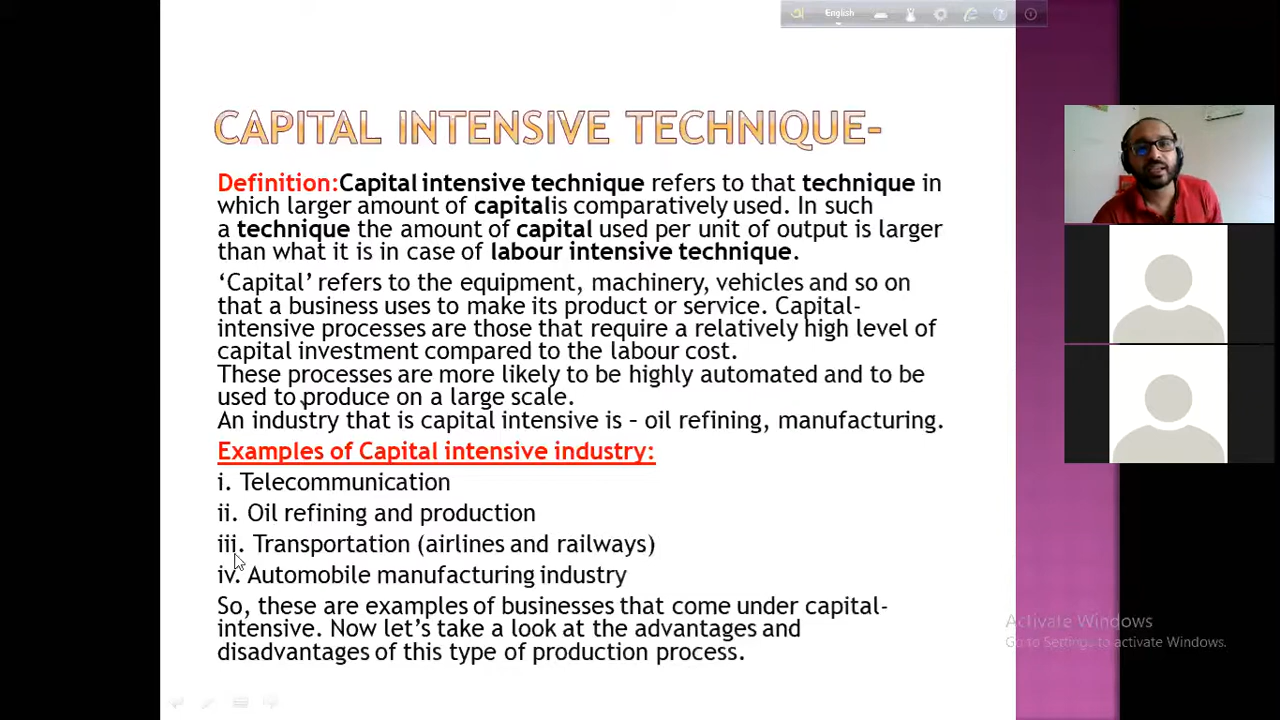 English
CAPITAL INTENSIVE TECHNIQUE-
Definition:Capital intensive technique refers to that technique in
which larger amount of capitalis comparatively used. In such
a technique the amount of capital used per unit of output is larger
than what it is in case of labour intensive technique.
‘Capital’ refers to the equipment, machinery, vehicles and so on
that a business uses to make its product or service. Capital-
intensive processes are those that require a relatively high level of
capital investment compared to the labour cost.
These processes are more likely to be highly automated and to be
used to produce on a large scale.
An industry that is capital intensive is – oil refining, manufacturing.
Examples of Capital intensive industry:
i. Telecommunication
ii. Oil refining and production
iii. Transportation (airlines and railways)
iv. Automobile manufacturing industry
So, these are examples of businesses that come under capital-
intensive. Now let’s take a look at the advantages and
disadvantages of this type of production process.
Activate Windows
Go to Settings to activate Windows.